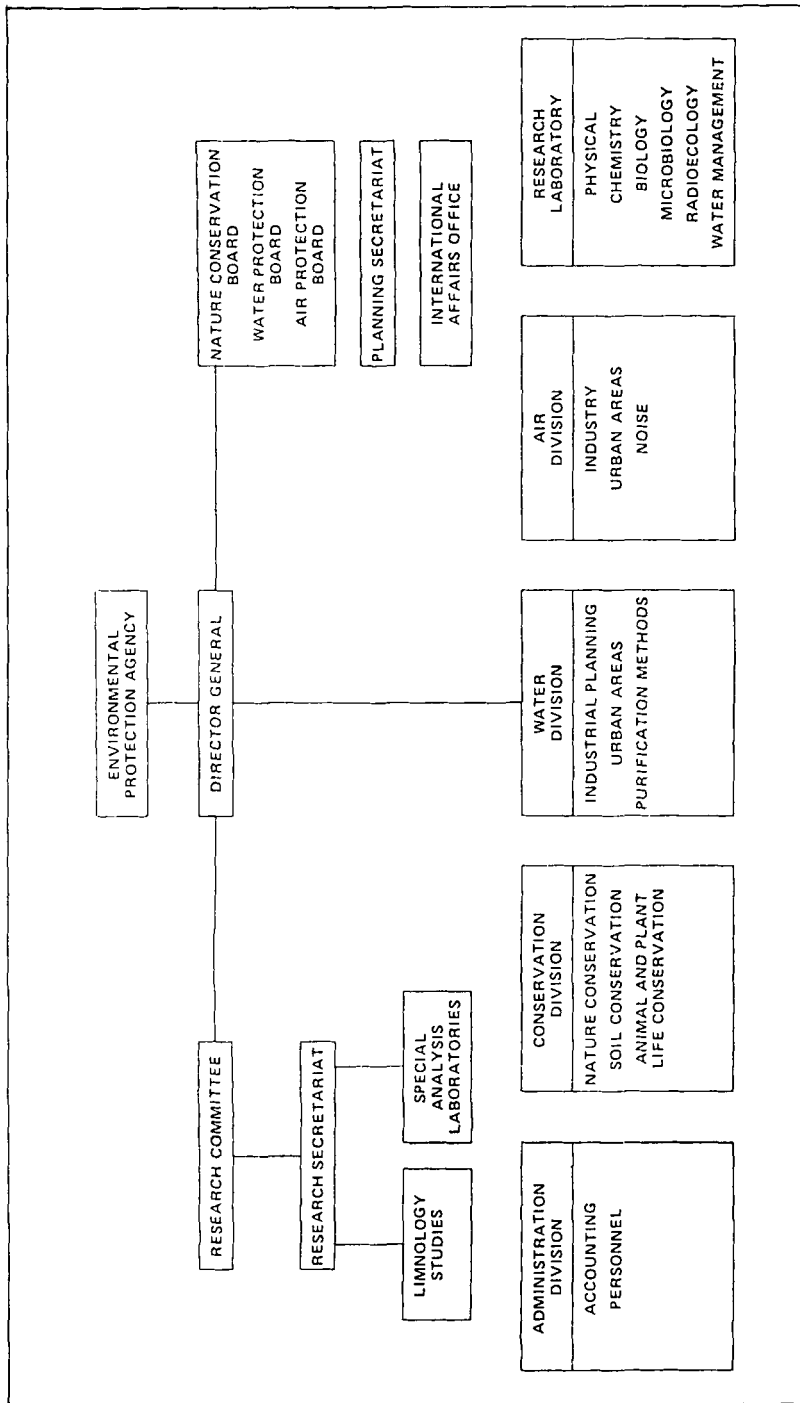 ENVIRONMENTAL
PROTECTION AGENCY
DIRECTOR GENERAL
RESEARCH COMMITTEE
RESEARCH SECRETARIAT
LIMNOLOGY
STUDIES
SPECIAL
ANALYSIS
LABORATORIES
NATURE CONSERVATION
BOARD
WATER PROTECTION
BOARD
AIR PROTECTION
BOARD
PLANNING SECRETARIAT
INTERNATIONAL
AFFAIRS OFFICE
ADMINISTRATION
DIVISION
ACCOUNTING
PERSONNEL
CONSERVATION
DIVISION
NATURE CONSERVATION
SOIL CONSERVATION
ANIMAL AND PLANT
LIFE CONSERVATION
WATER
DIVISION
INDUSTRIAL PLANNING
URBAN AREAS
PURIFICATION METHODS
AIR
DIVISION
INDUSTRY
URBAN AREAS
NOISE
RESEARCH
LABORATORY
PHYSICAL
CHEMISTRY
BIOLOGY
MICROBIOLOGY
RADIOECOLOGY
WATER MANAGEMENT